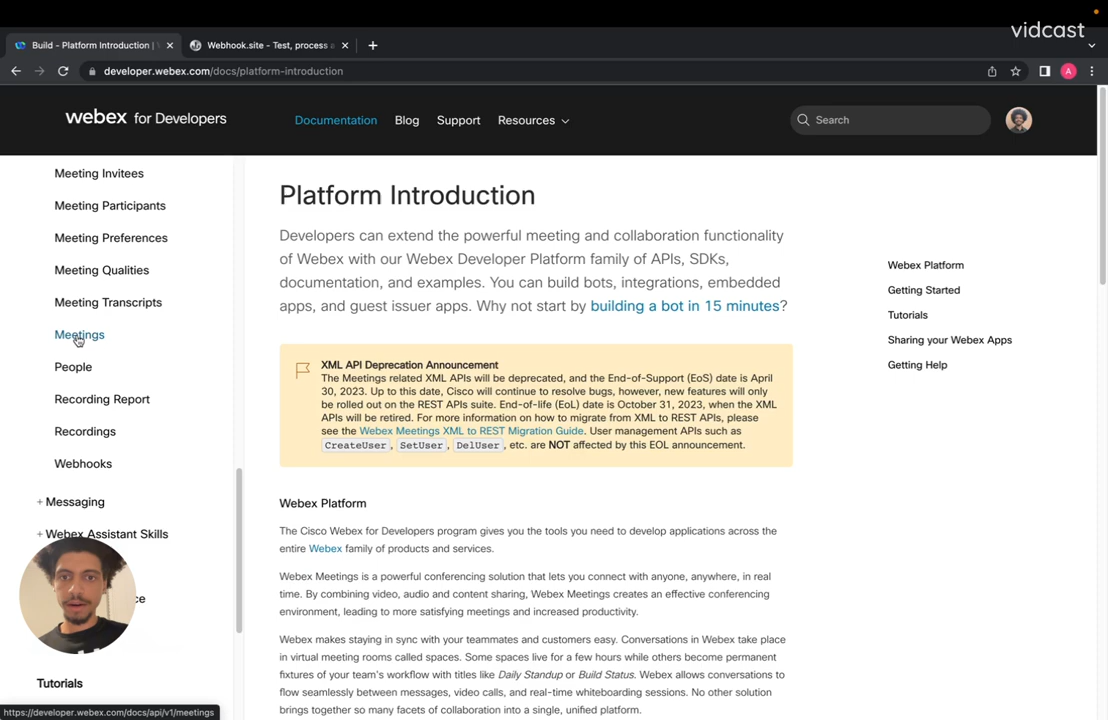 vidcast
Build - Platform Introduction |
Webhook.site - Test, process a
developer.webex.com/docs/platform-introduction
A
webex for Developers
Documentation
Blog
Support
Resources
Search
Meeting Invitees
Meeting Participants
Meeting Preferences
Meeting Qualities
Meeting Transcripts
Meetings
People
Recording Report
Recordings
Webhooks
+ Messaging
+ Webex Assistant Skills
ce
Tutorials
https://developer.webex.com/docs/api/v1/meetings
Platform Introduction
Developers can extend the powerful meeting and collaboration functionality
of Webex with our Webex Developer Platform family of APIs, SDKs,
documentation, and examples. You can build bots, integrations, embedded
apps, and guest issuer apps. Why not start by building a bot in 15 minutes?
XML API Deprecation Announcement
The Meetings related XML APIs will be deprecated, and the End-of-Support (EoS) date is April
30, 2023. Up to this date, Cisco will continue to resolve bugs, however, new features will only
be rolled out on the REST APIs suite. End-of-life (EoL) date is October 31, 2023, when the XML
APIs will be retired. For more information on how to migrate from XML to REST APIs, please
see the Webex Meetings XML to REST Migration Guide. User management APIs such as
CreateUser, SetUser, DelUser, etc. are NOT affected by this EOL announcement.
Webex Platform
The Cisco Webex for Developers program gives you the tools you need to develop applications across the
entire Webex family of products and services.
Webex Meetings is a powerful conferencing solution that lets you connect with anyone, anywhere, in real
time. By combining video, audio and content sharing, Webex Meetings creates an effective conferencing
environment, leading to more satisfying meetings and increased productivity.
Webex makes staying in sync with your teammates and customers easy. Conversations in Webex take place
in virtual meeting rooms called spaces. Some spaces live for a few hours while others become permanent
fixtures of your team's workflow with titles like Daily Standup or Build Status. Webex allows conversations to
flow seamlessly between messages, video calls, and real-time whiteboarding sessions. No other solution
brings together so many facets of collaboration into a single, unified platform.
Webex Platform
Getting Started
Tutorials
Sharing your Webex Apps
Getting Help